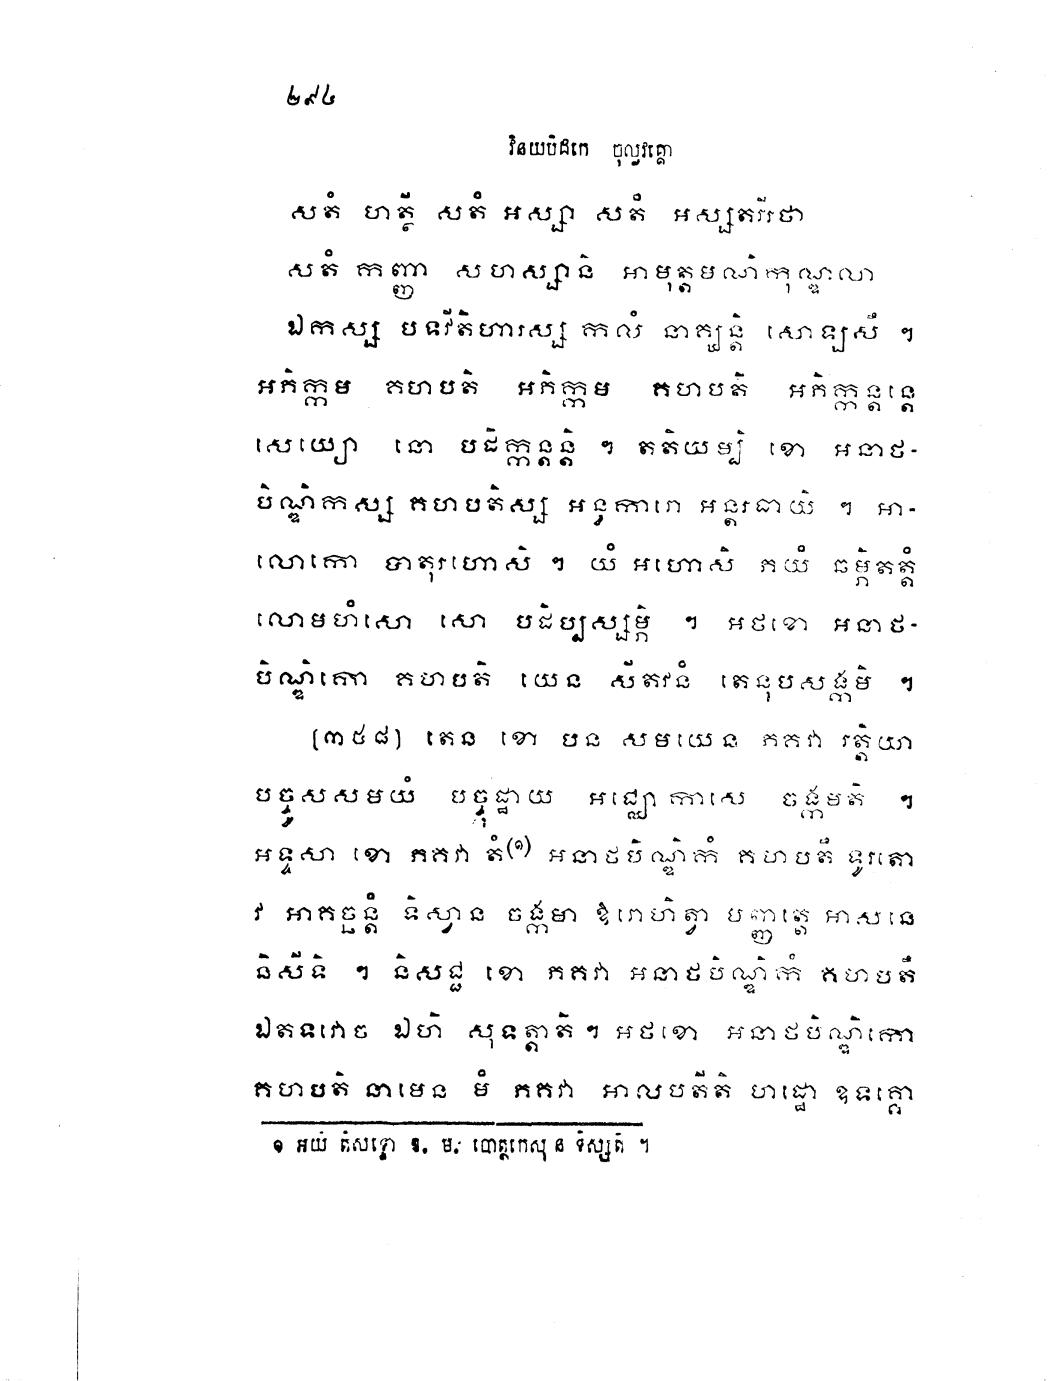 ២៩៤
វិនយបិដកេ ចុល្លវគ្គោ
សតំ ហត្ថី សតំ អស្សា សតំ អស្សតរីរថា
សតំ កញ្ញា សហស្សានិ អាមុត្តមណិកុណ្ឌលា
ឯកស្ស បទវីតិហារស្ស កលំ នាគ្ឃន្តិ សោឡសឹ ។
អភិក្កម គហបតិ អភិក្កម គហបតិ អភិក្កន្តន្តេ
សេយ្យោ នោ បដិក្កន្តន្តិ ។ តតិយម្បិ ខោ អនាថ-
បិណ្ឌិកស្ស គហបតិស្ស អន្ធការោ អន្តរធាយិ ។ អា-
លោកោ បាតុរហោសិ ។ យំ អហោសិ ភយំ ឆម្ភិតត្តំ
លោមហំសោ សោ បដិប្បស្សម្ភិ ។ អថខោ អនាថ-
បិណ្ឌិកោ គហបតិ យេន សីតវនំ តេនុបសង្កមិ ។
[៣៥៨] តេន ខោ បន សមយេន ភគវា រត្តិយា
បច្ចូសសមយំ បច្ចុដ្ឋាយ អជ្ឈោកាសេ ចង្កមតិ ។
អទ្ទសា ខោ ភគវា តំ(១) អនាថបិណ្ឌិកំ គហបតឹ ទូរតោ
វ អាគច្ឆន្តំ ទិស្វាន ចង្កមា ឱរោហិត្វា បញ្ញត្តេ អាសនេ
និសីទិ ។ និសជ្ជ ខោ ភគវា អនាថបិណ្ឌិកំ គហបតឹ
ឯតទវោច ឯហិ សុទត្តាតិ ។ អថខោ អនាថបិណ្ឌិកោ
គហបតិ នាមេន មំ ភគវា អាលបតីតិ ហដ្ឋោ ឧទគ្គោ
១ អយំ តំសទ្ទោ ឱ. ម. បោត្ថកេសុ ន ទិស្សតិ ។